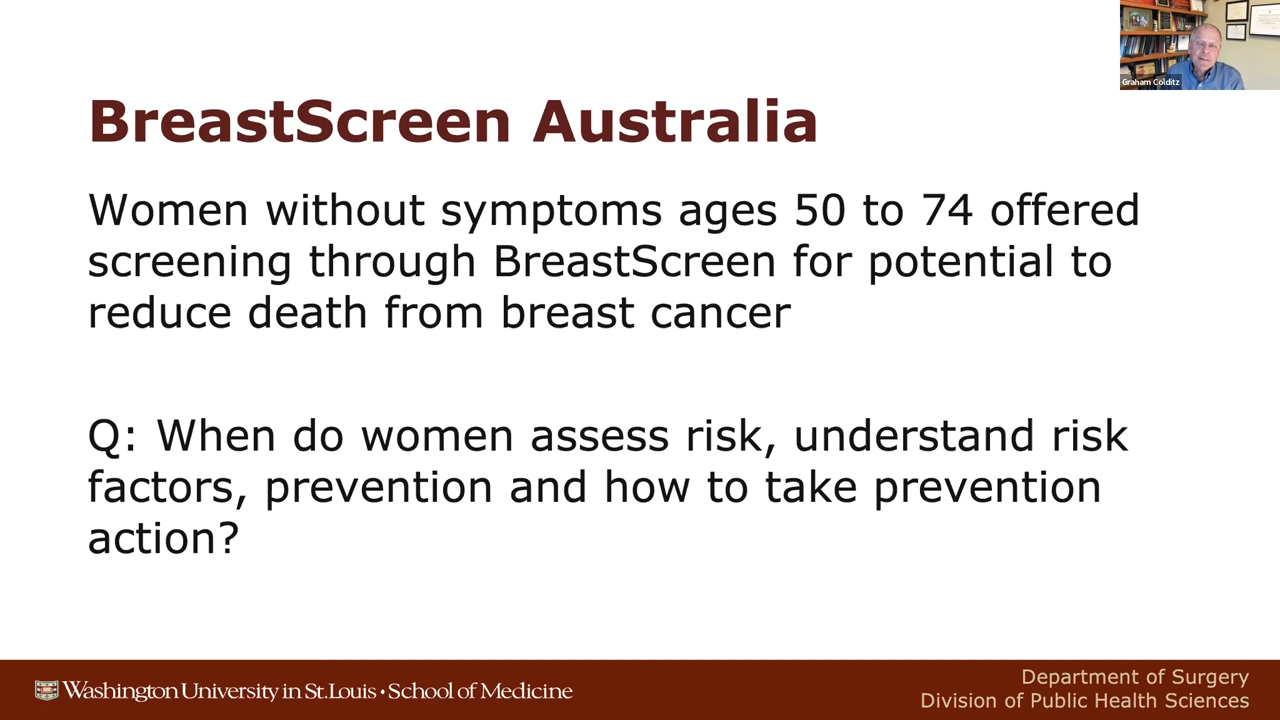 Graham Colditz
BreastScreen Australia
Women without symptoms ages 50 to 74 offered
screening through BreastScreen for potential to
reduce death from breast cancer
Q: When do women assess risk, understand risk
factors, prevention and how to take prevention
action?
Washington University in St. Louis • School of Medicine
Department of Surgery
Division of Public Health Sciences